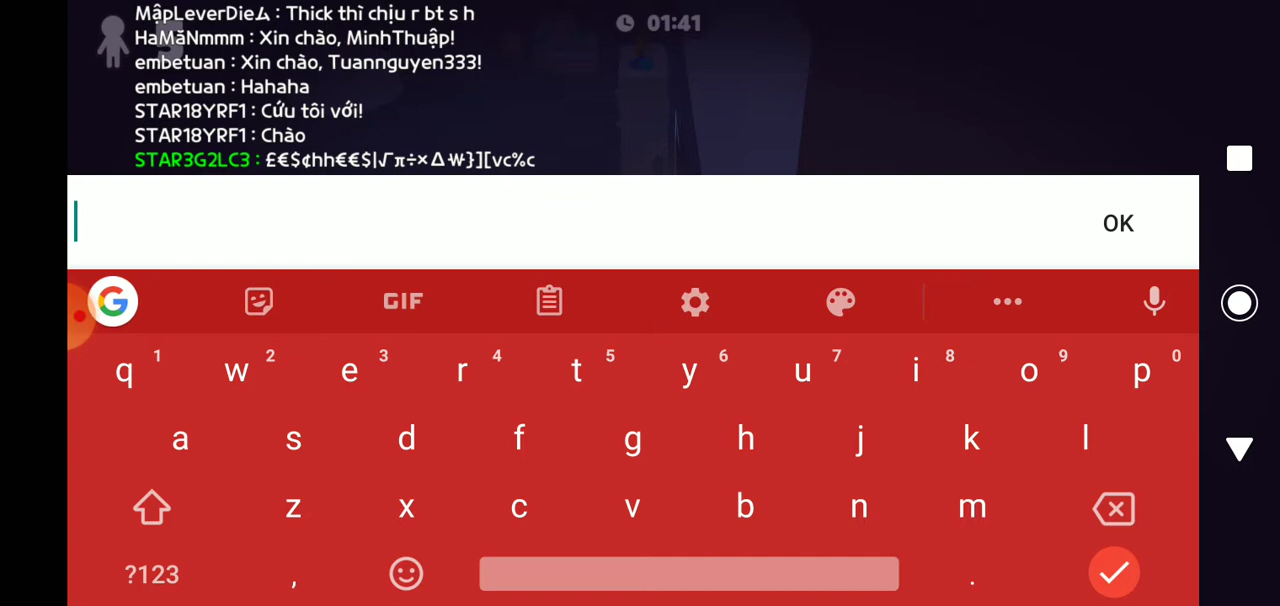 MậpLeverDieム : Thick thì chịu r bt s h
HaMăNmmm : Xin chào, MinhThuập!
embetuan : Xin chào, Tuannguyen333!
embetuan : Hahaha
STAR18YRF1 : Cứu tôi với!
STAR18YRF1 : Chào
STAR3G2LC3 : £€$¢hh€€$|√π÷×∆₩}][vc%c
5
01:41
OK
GIF
q 1 w 2 e 3 r 4 t 5 y 6 u 7 i 8 o 9 p 0
a s d f g h j k l
z x c v b n m
?123 , .